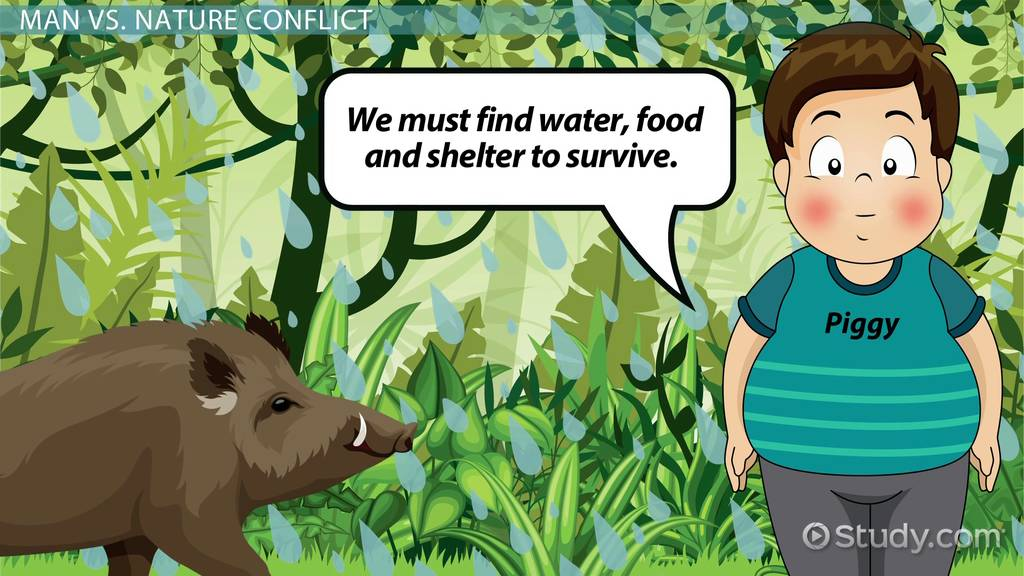 MAN VS. NATURE CONFLICT
We must find water, food
and shelter to survive.
Piggy
Study.com